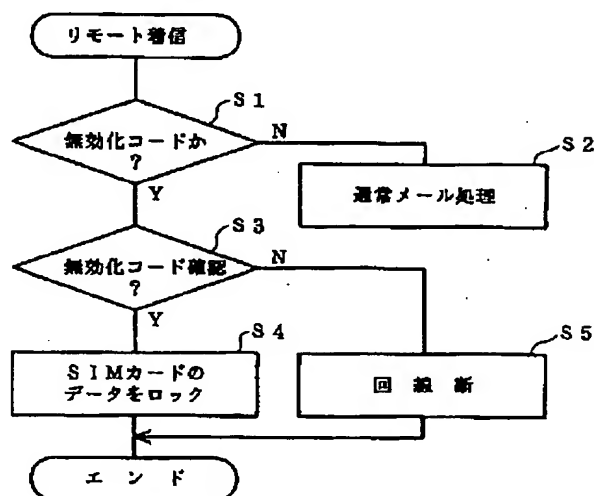 リモート着信
S1
無効化コードか
?
N
S2
通常メール処理
Y
S3
無効化コード確認
?
N
Y
S4
SIMカードの
データをロック
S5
回線断
エンド